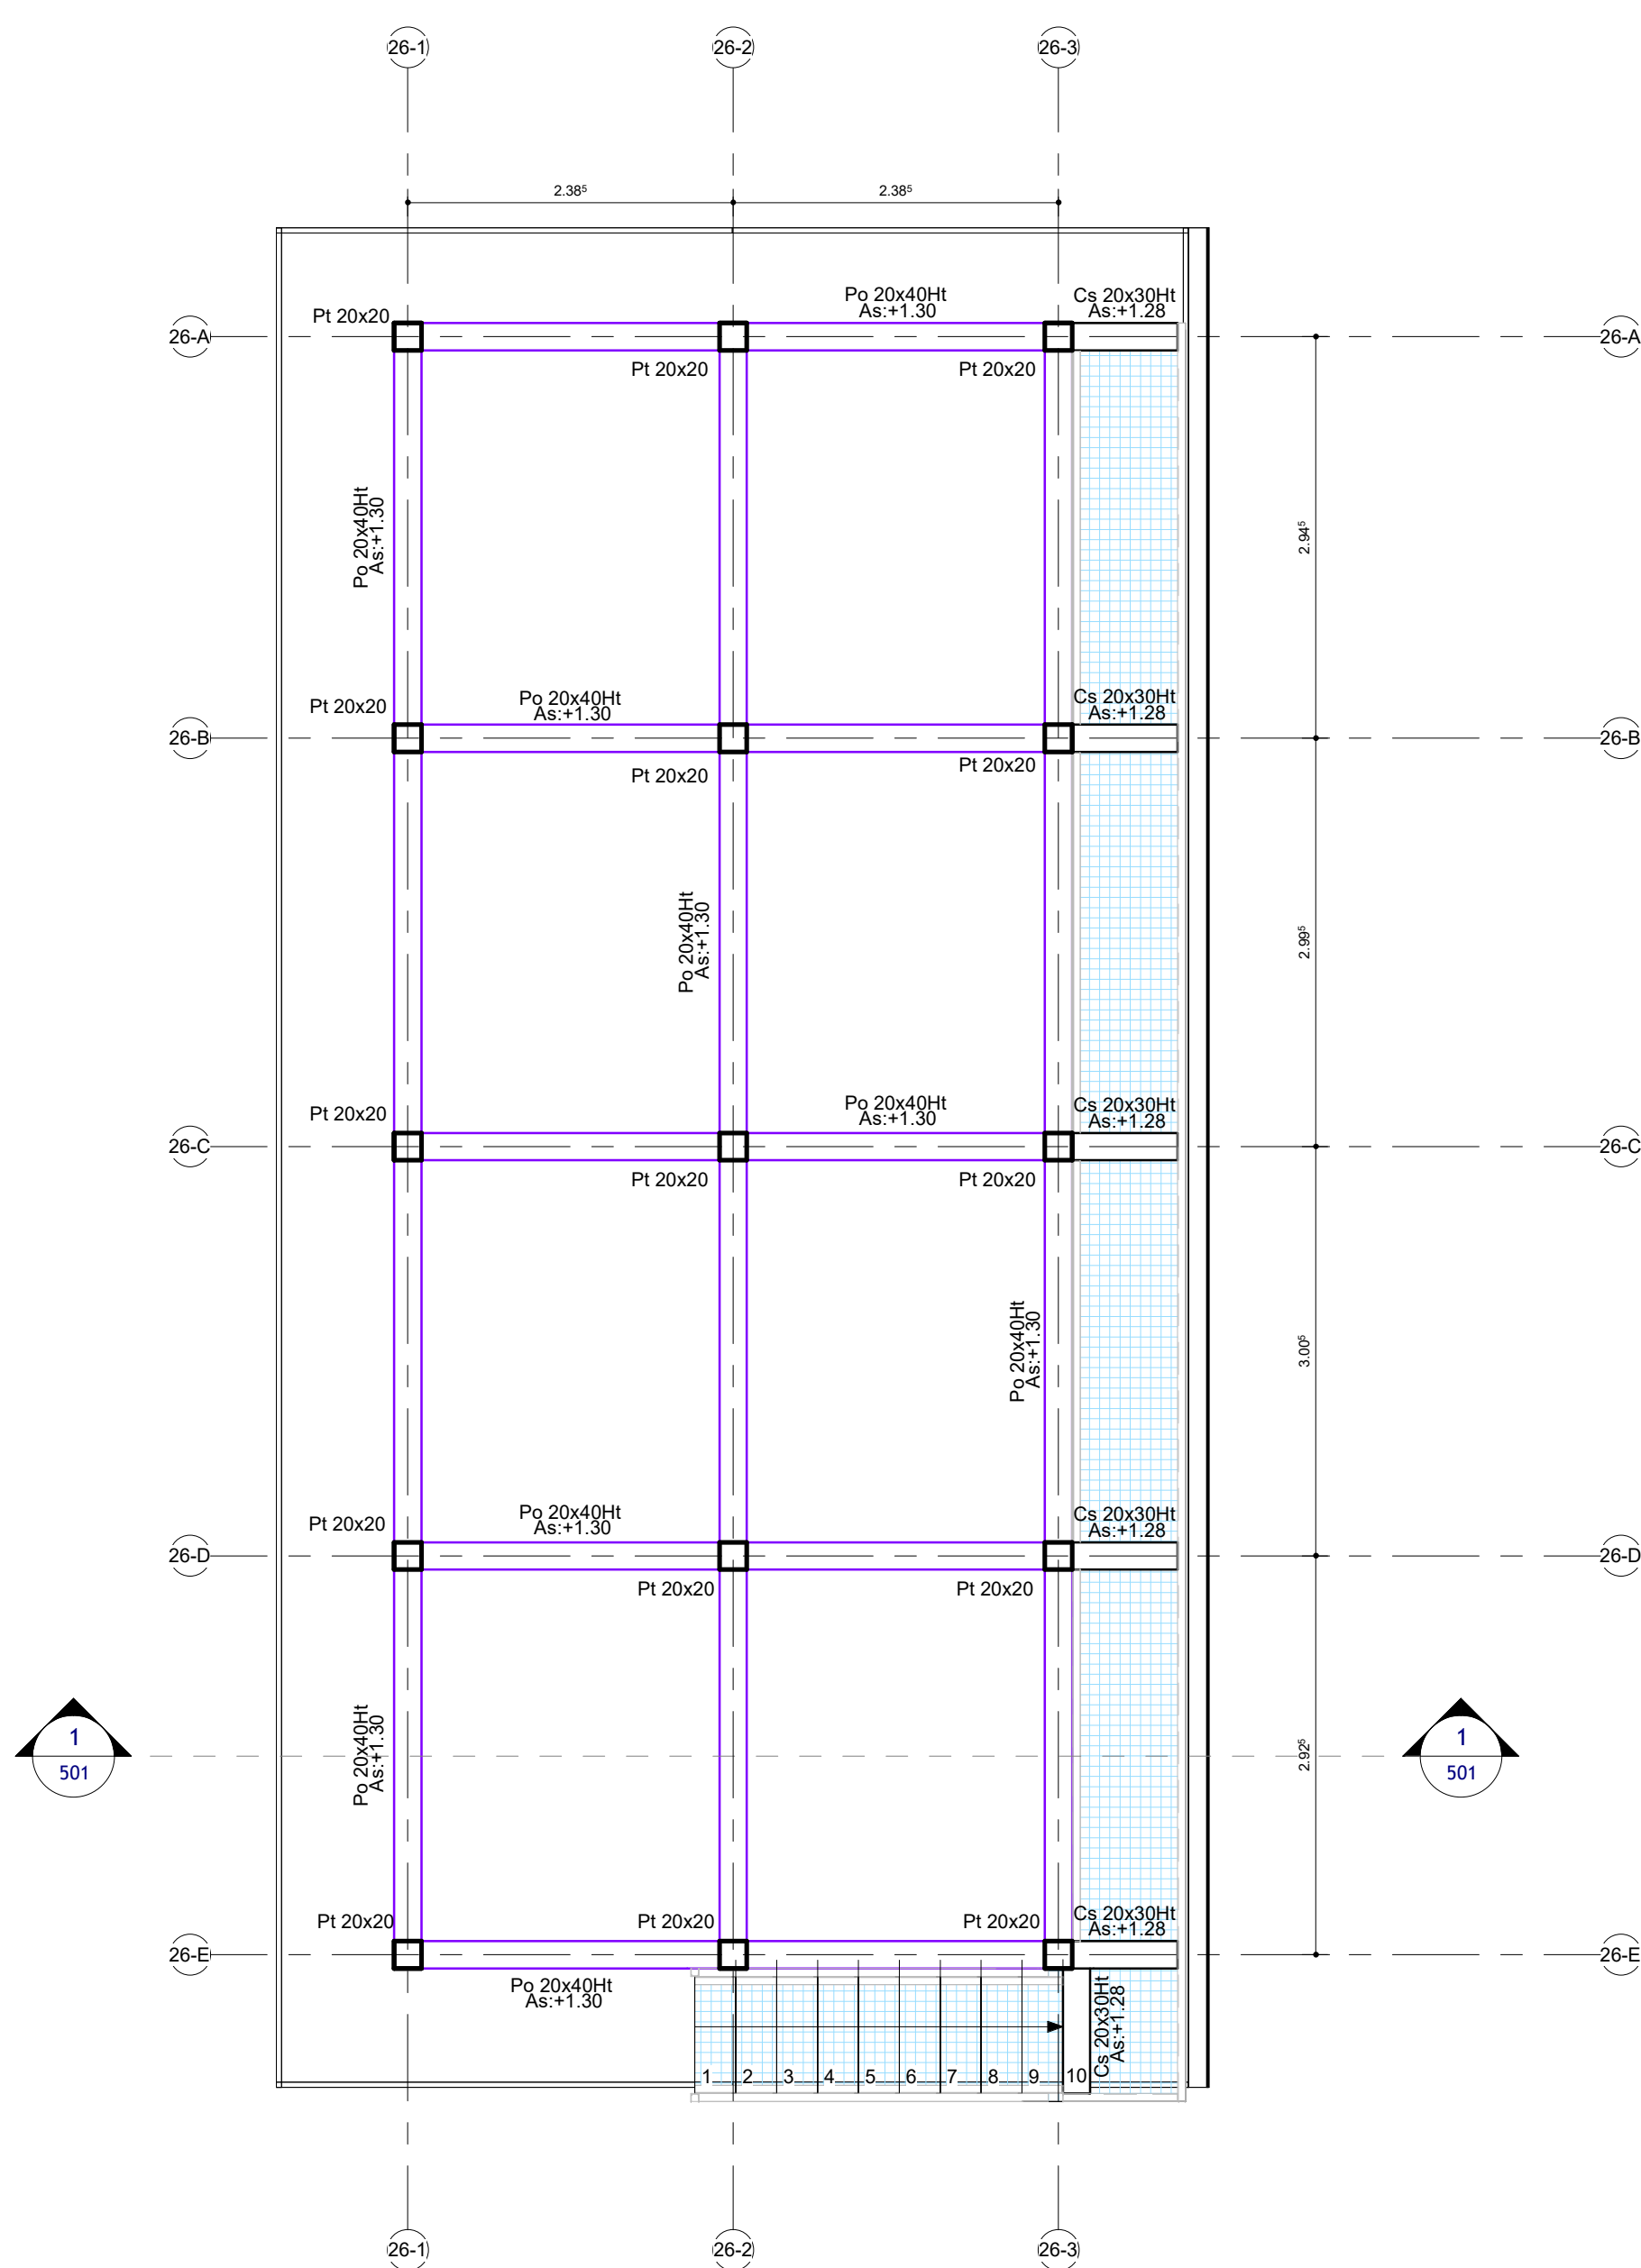 26-1
26-2
26-3
2.38⁵
2.38⁵
Po 20x40Ht
As:+1.30
Cs 20x30Ht
As:+1.28
Pt 20x20
26-A
26-A
Pt 20x20
Pt 20x20
Po 20x40Ht
As:+1.30
2.94⁵
Pt 20x20
Po 20x40Ht
As:+1.30
Cs 20x30Ht
As:+1.28
26-B
26-B
Pt 20x20
Pt 20x20
Po 20x40Ht
As:+1.30
2.99⁵
Pt 20x20
Po 20x40Ht
As:+1.30
Cs 20x30Ht
As:+1.28
26-C
26-C
Pt 20x20
Pt 20x20
Po 20x40Ht
As:+1.30
3.00⁵
Pt 20x20
Po 20x40Ht
As:+1.30
Cs 20x30Ht
As:+1.28
26-D
26-D
Pt 20x20
Pt 20x20
1
501
Po 20x40Ht
As:+1.30
2.92⁵
1
501
Pt 20x20
Pt 20x20
Pt 20x20
Cs 20x30Ht
As:+1.28
26-E
26-E
Po 20x40Ht
As:+1.30
Cs 20x30Ht
As:+1.28
1 2 3 4 5 6 7 8 9 10
26-1
26-2
26-3